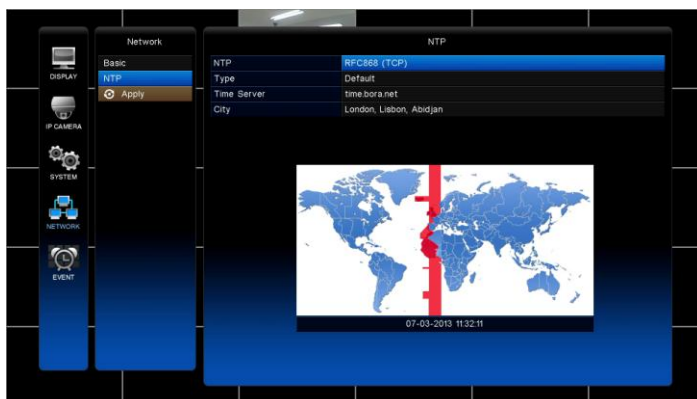 Network
NTP
DISPLAY
Basic
NTP
Apply
NTP RFC868 (TCP)
Type Default
Time Server time.bora.net
City London, Lisbon, Abidjan
IP CAMERA
SYSTEM
NETWORK
EVENT
07-03-2013 11:32:11